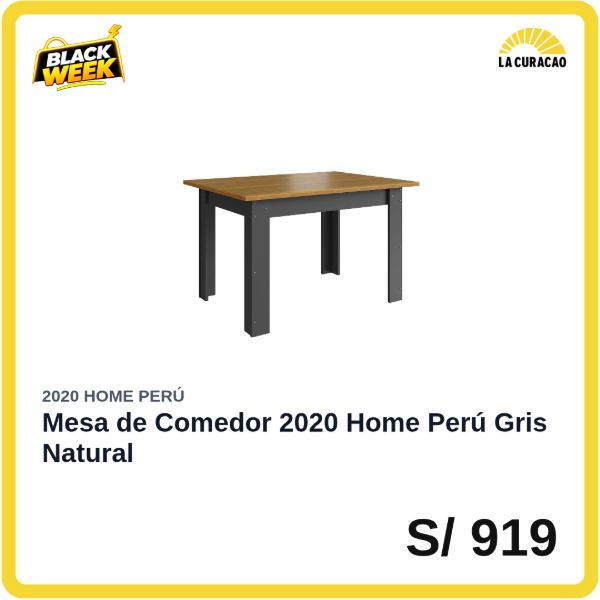 BLACK
WEEK
LA CURACAO
2020 HOME PERÚ
Mesa de Comedor 2020 Home Perú Gris
Natural
S/ 919